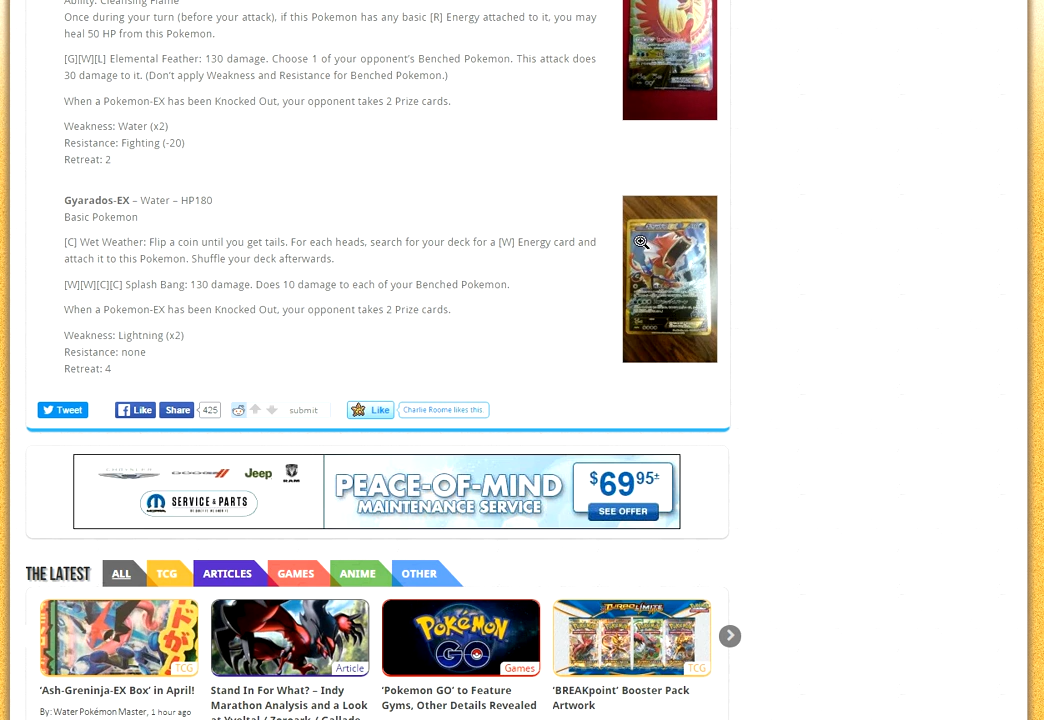 Ability: Cleansing Flame
Once during your turn (before your attack), if this Pokemon has any basic [R] Energy attached to it, you may
heal 50 HP from this Pokemon.
[G][W][L] Elemental Feather: 130 damage. Choose 1 of your opponent's Benched Pokemon. This attack does
30 damage to it. (Don't apply Weakness and Resistance for Benched Pokemon.)
When a Pokemon-EX has been Knocked Out, your opponent takes 2 Prize cards.
Weakness: Water (x2)
Resistance: Fighting (-20)
Retreat: 2
Gyarados-EX – Water – HP180
Basic Pokemon
[C] Wet Weather: Flip a coin until you get tails. For each heads, search for your deck for a [W] Energy card and
attach it to this Pokemon. Shuffle your deck afterwards.
[W][W][C][C] Splash Bang: 130 damage. Does 10 damage to each of your Benched Pokemon.
When a Pokemon-EX has been Knocked Out, your opponent takes 2 Prize cards.
Weakness: Lightning (x2)
Resistance: none
Retreat: 4
Tweet Like Share 425 submit Like Charlie Roome likes this.
CHRYSLER DODGE Jeep RAM
SERVICE & PARTS
PEACE-OF-MIND
MAINTENANCE SERVICE
$69 95±
SEE OFFER
THE LATEST ALL TCG ARTICLES GAMES ANIME OTHER
POKÉMON
GO
TURBOLIMITE
TCG Article Games TCG
'Ash-Greninja-EX Box' in April!
By: Water Pokémon Master, 1 hour ago
Stand In For What? – Indy
Marathon Analysis and a Look
at Yveltal / Zoroark / Gallade
'Pokemon GO' to Feature
Gyms, Other Details Revealed
'BREAKpoint' Booster Pack
Artwork